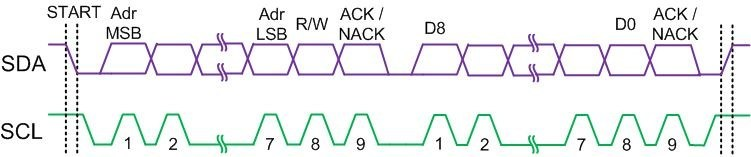 START Adr MSB Adr LSB R/W ACK / NACK D8 D0 ACK / NACK
SDA
SCL
1 2 7 8 9 1 2 7 8 9